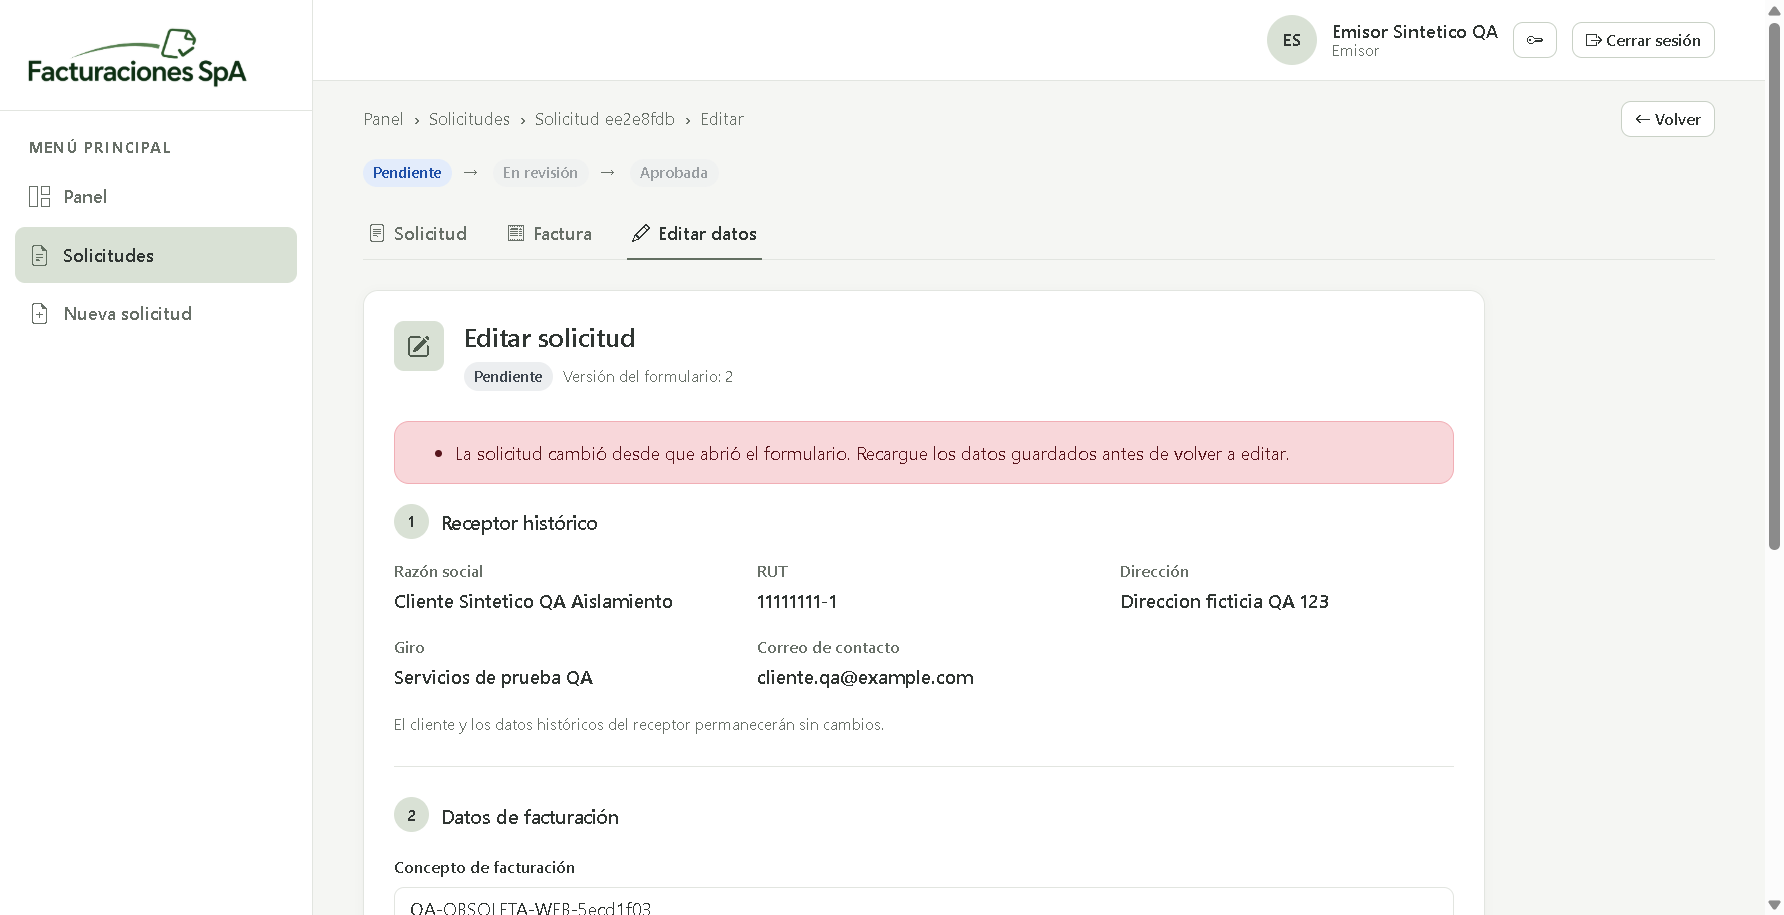 Facturaciones SpA
MENÚ PRINCIPAL
Panel
Solicitudes
Nueva solicitud
ES
Emisor Sintetico QA
Emisor
Cerrar sesión
Panel › Solicitudes › Solicitud ee2e8fdb › Editar
← Volver
Pendiente → En revisión → Aprobada
Solicitud
Factura
Editar datos
Editar solicitud
Pendiente Versión del formulario: 2
• La solicitud cambió desde que abrió el formulario. Recargue los datos guardados antes de volver a editar.
1 Receptor histórico
Razón social
Cliente Sintetico QA Aislamiento
RUT
11111111-1
Dirección
Direccion ficticia QA 123
Giro
Servicios de prueba QA
Correo de contacto
cliente.qa@example.com
El cliente y los datos históricos del receptor permanecerán sin cambios.
2 Datos de facturación
Concepto de facturación
QA-OBSOLETA-WEB-5ecd1f03